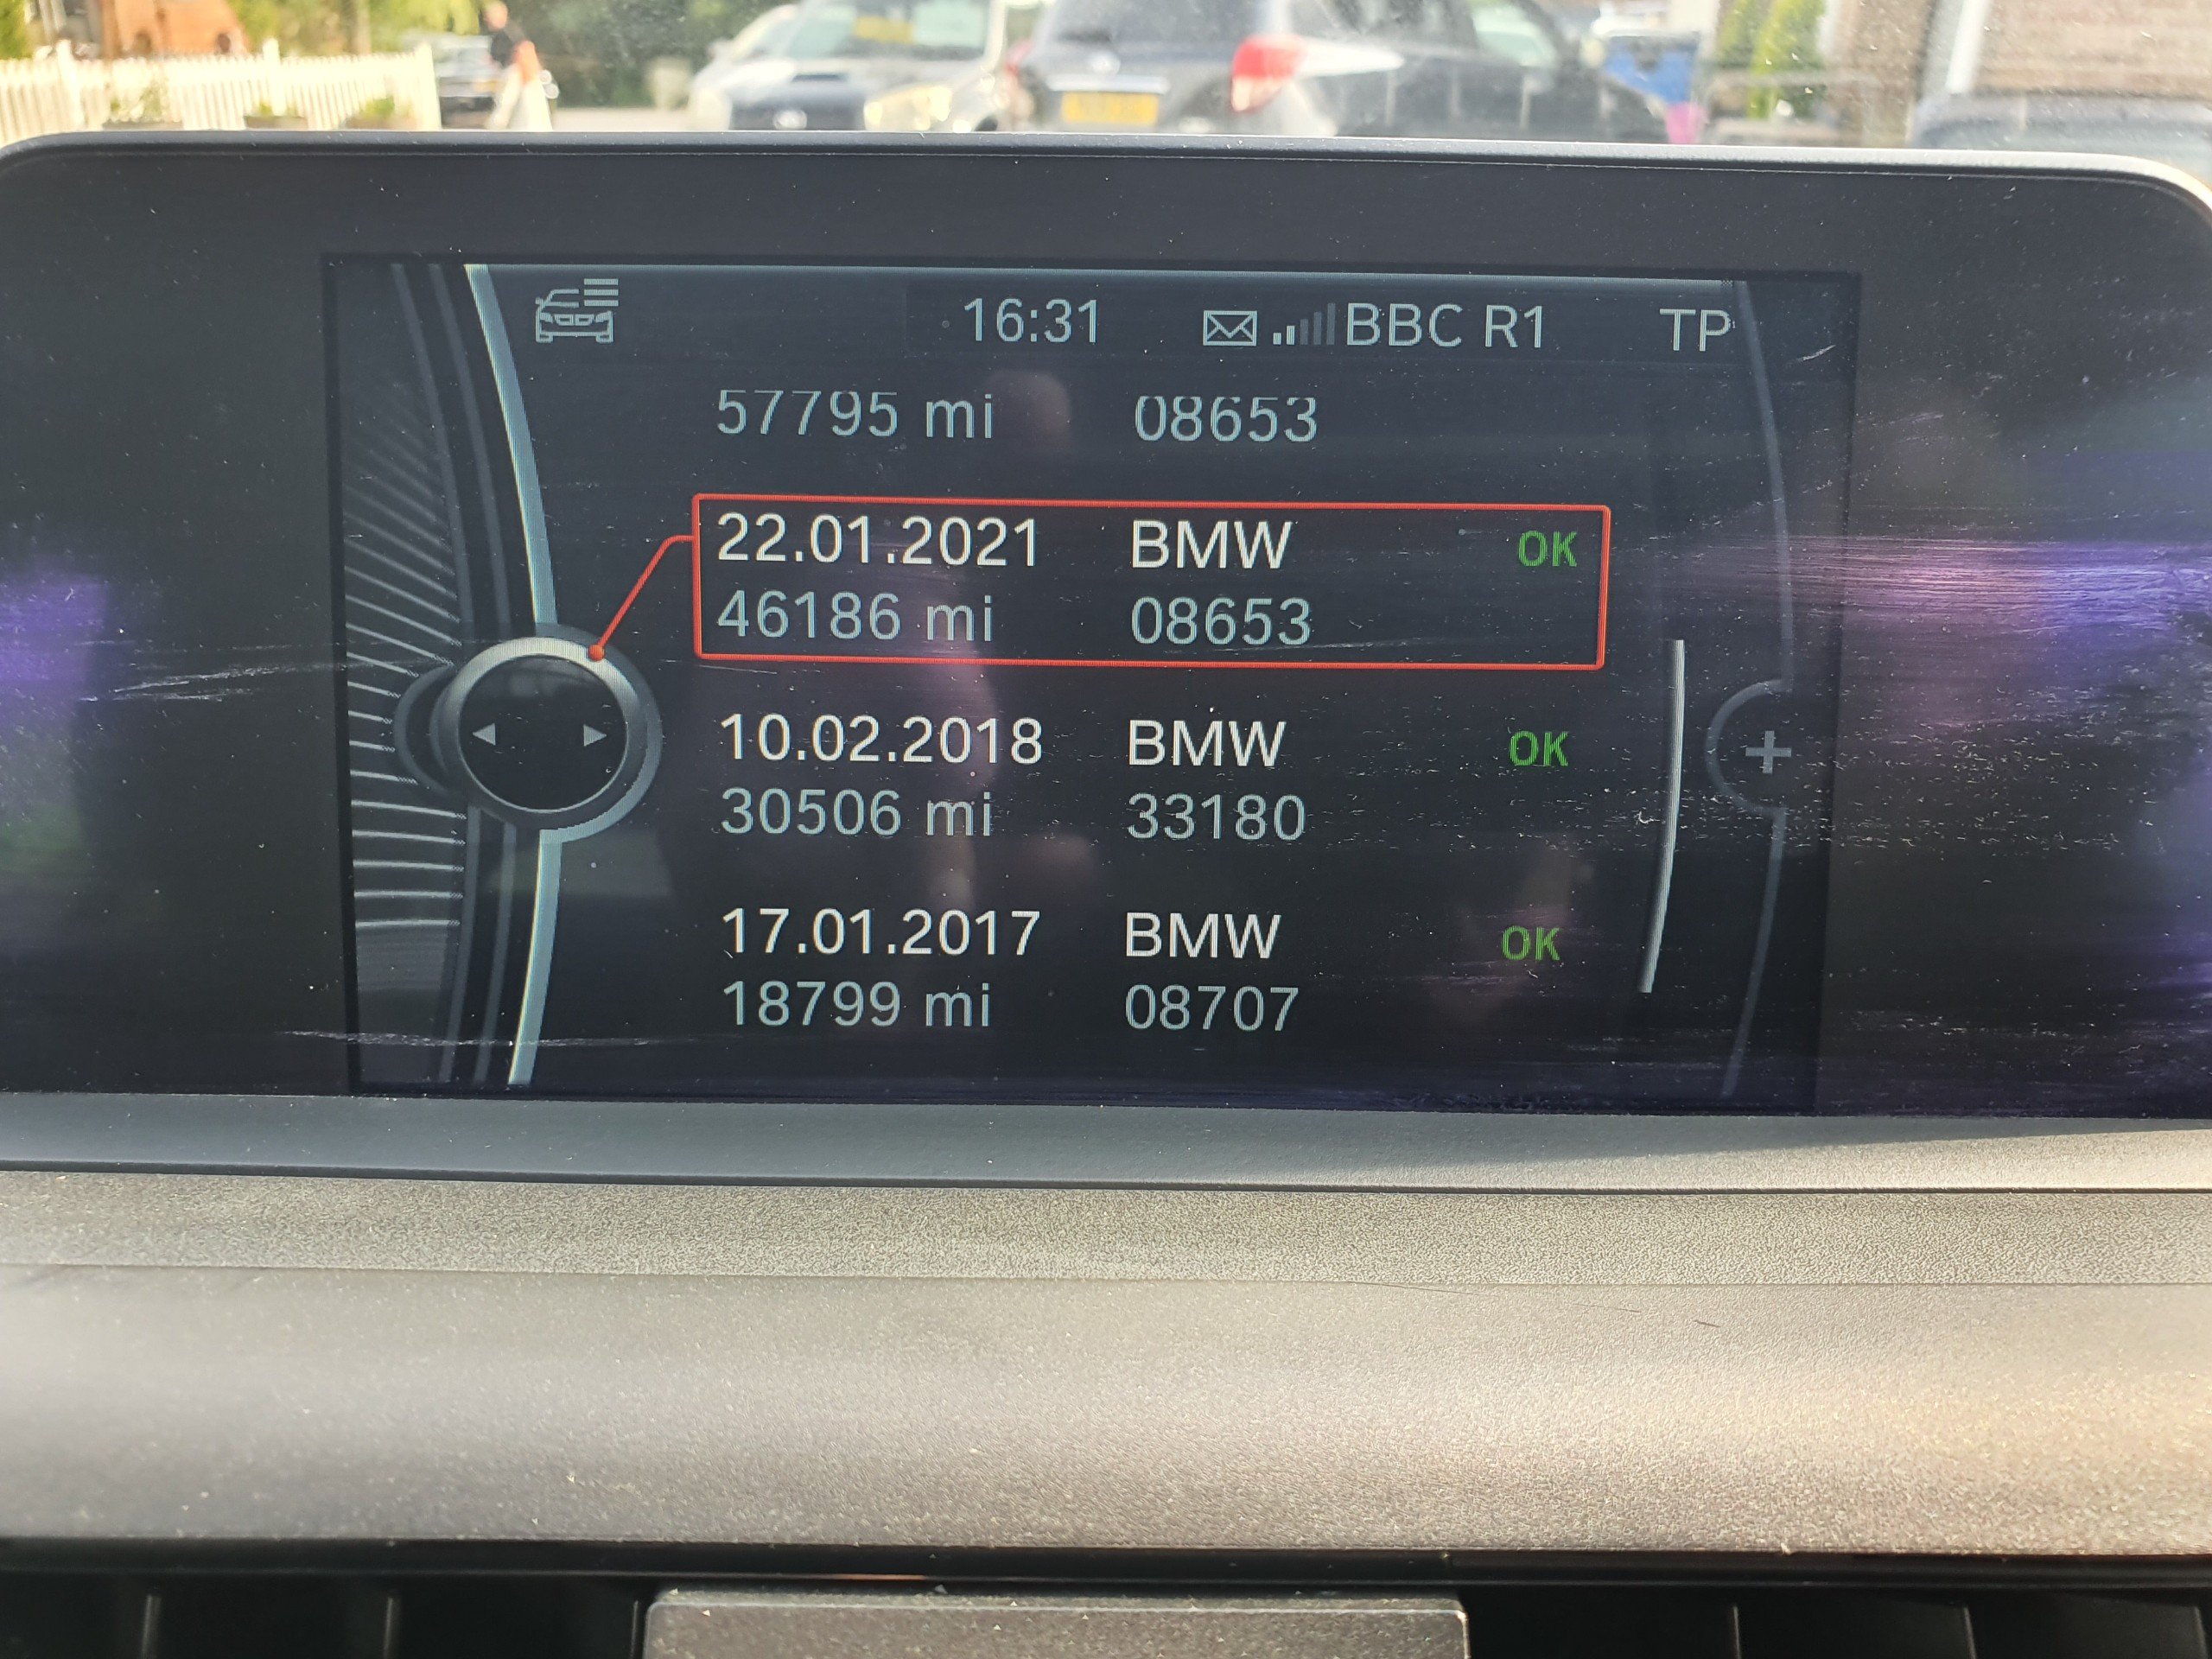 16:31 BBC R1 TP
57795 mi 08653
22.01.2021 BMW OK
46186 mi 08653
10.02.2018 BMW OK
30506 mi 33180
17.01.2017 BMW OK
18799 mi 08707